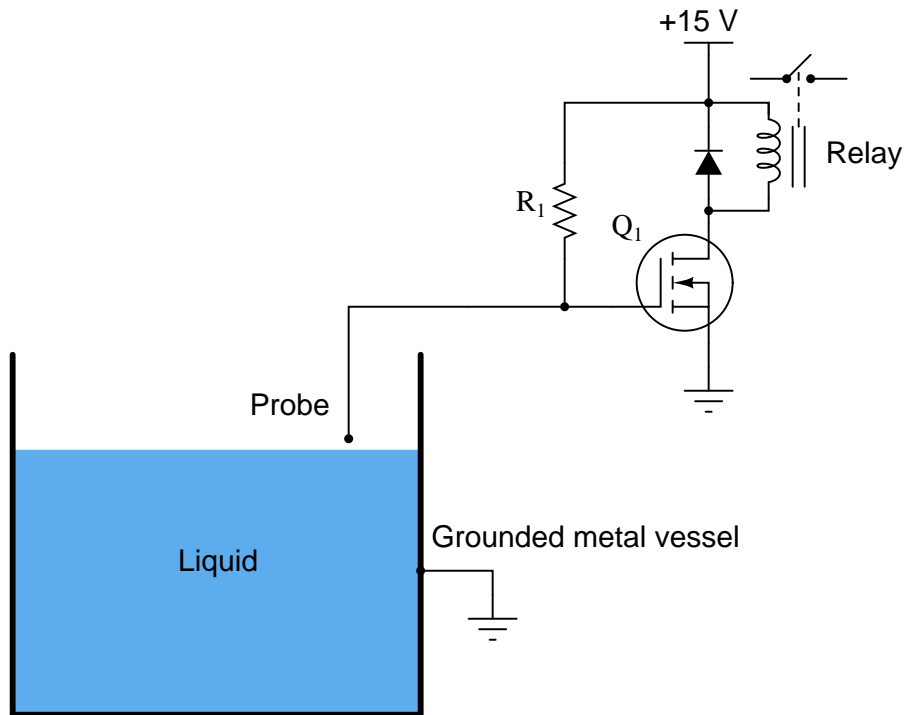 +15 V
Relay
R1
Q1
Probe
Grounded metal vessel
Liquid